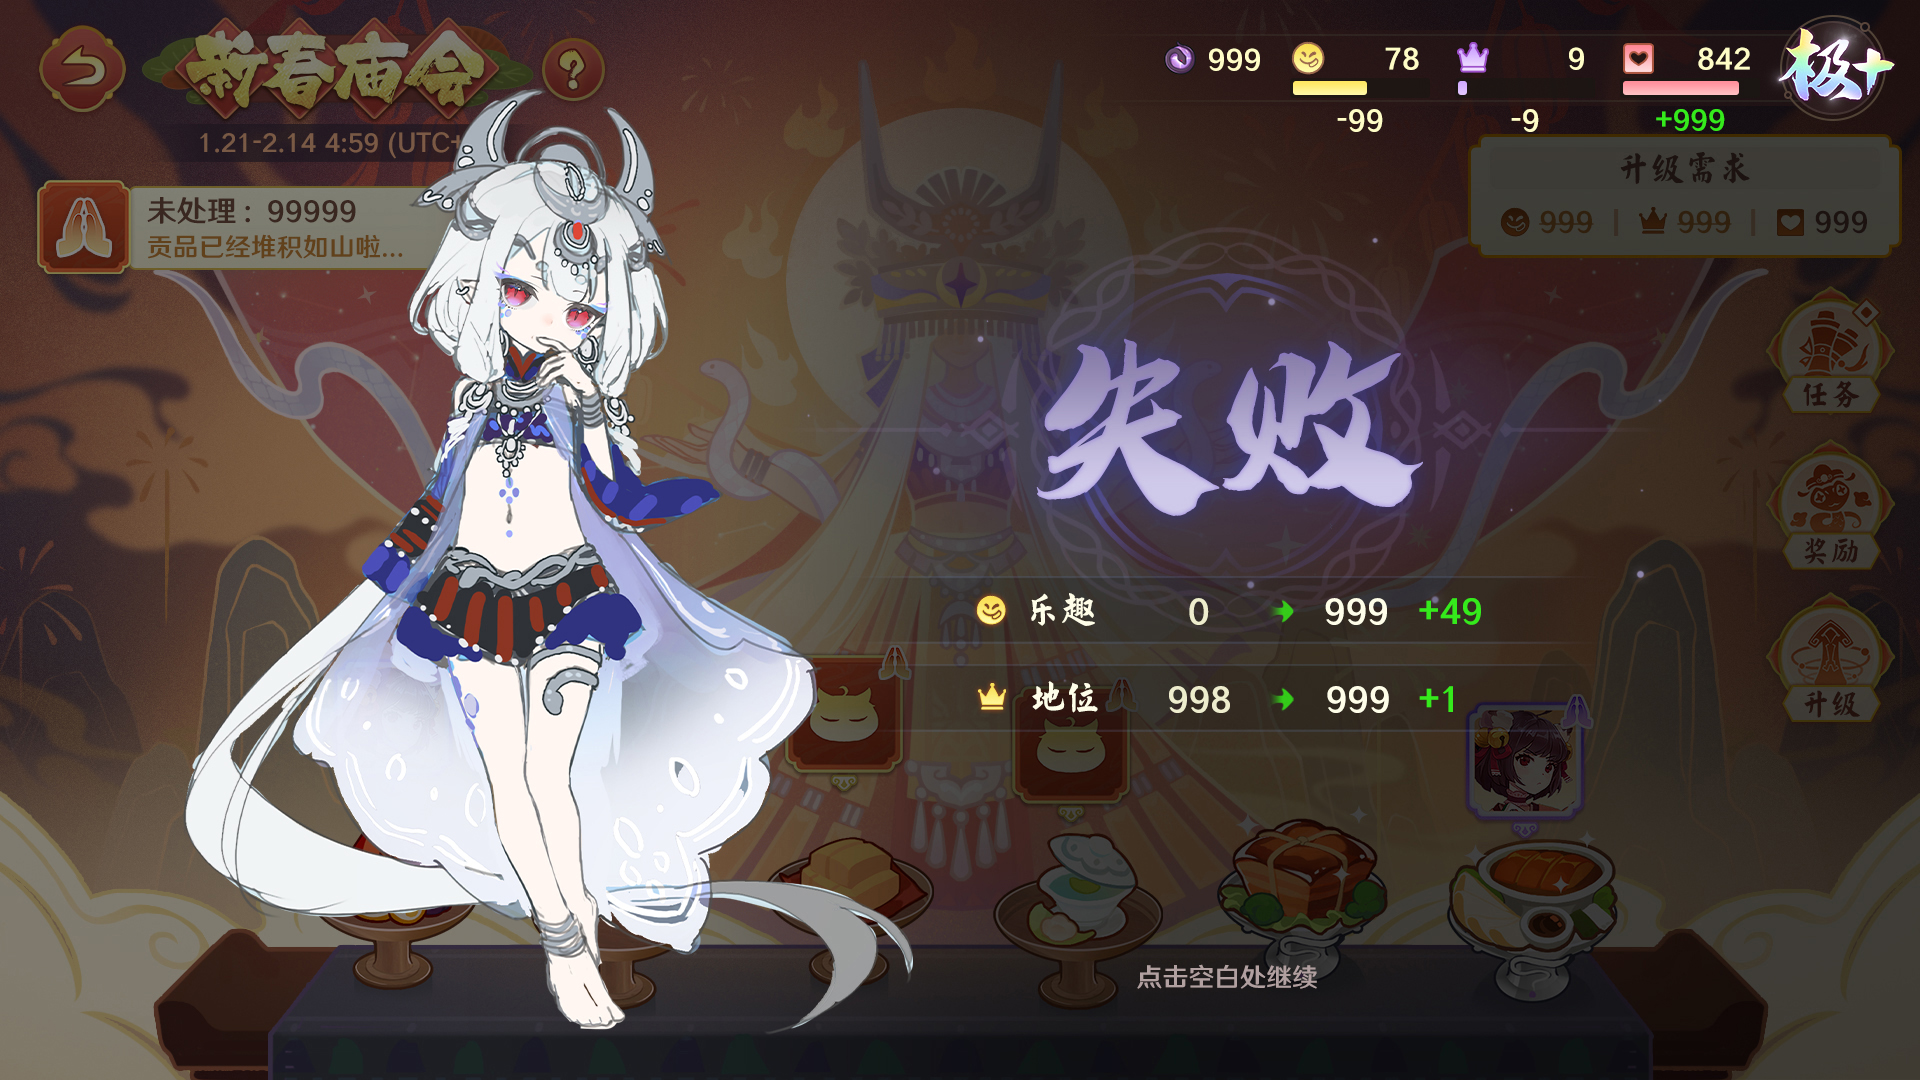 新春庙会
?
1.21-2.14 4:59 (UTC+
未处理：99999
贡品已经堆积如山啦...
999
78
9
842
极+
-99
-9
+999
升级需求
999 | 999 | 999
任务
奖励
升级
失败
乐趣 0 999 +49
地位 998 999 +1
点击空白处继续